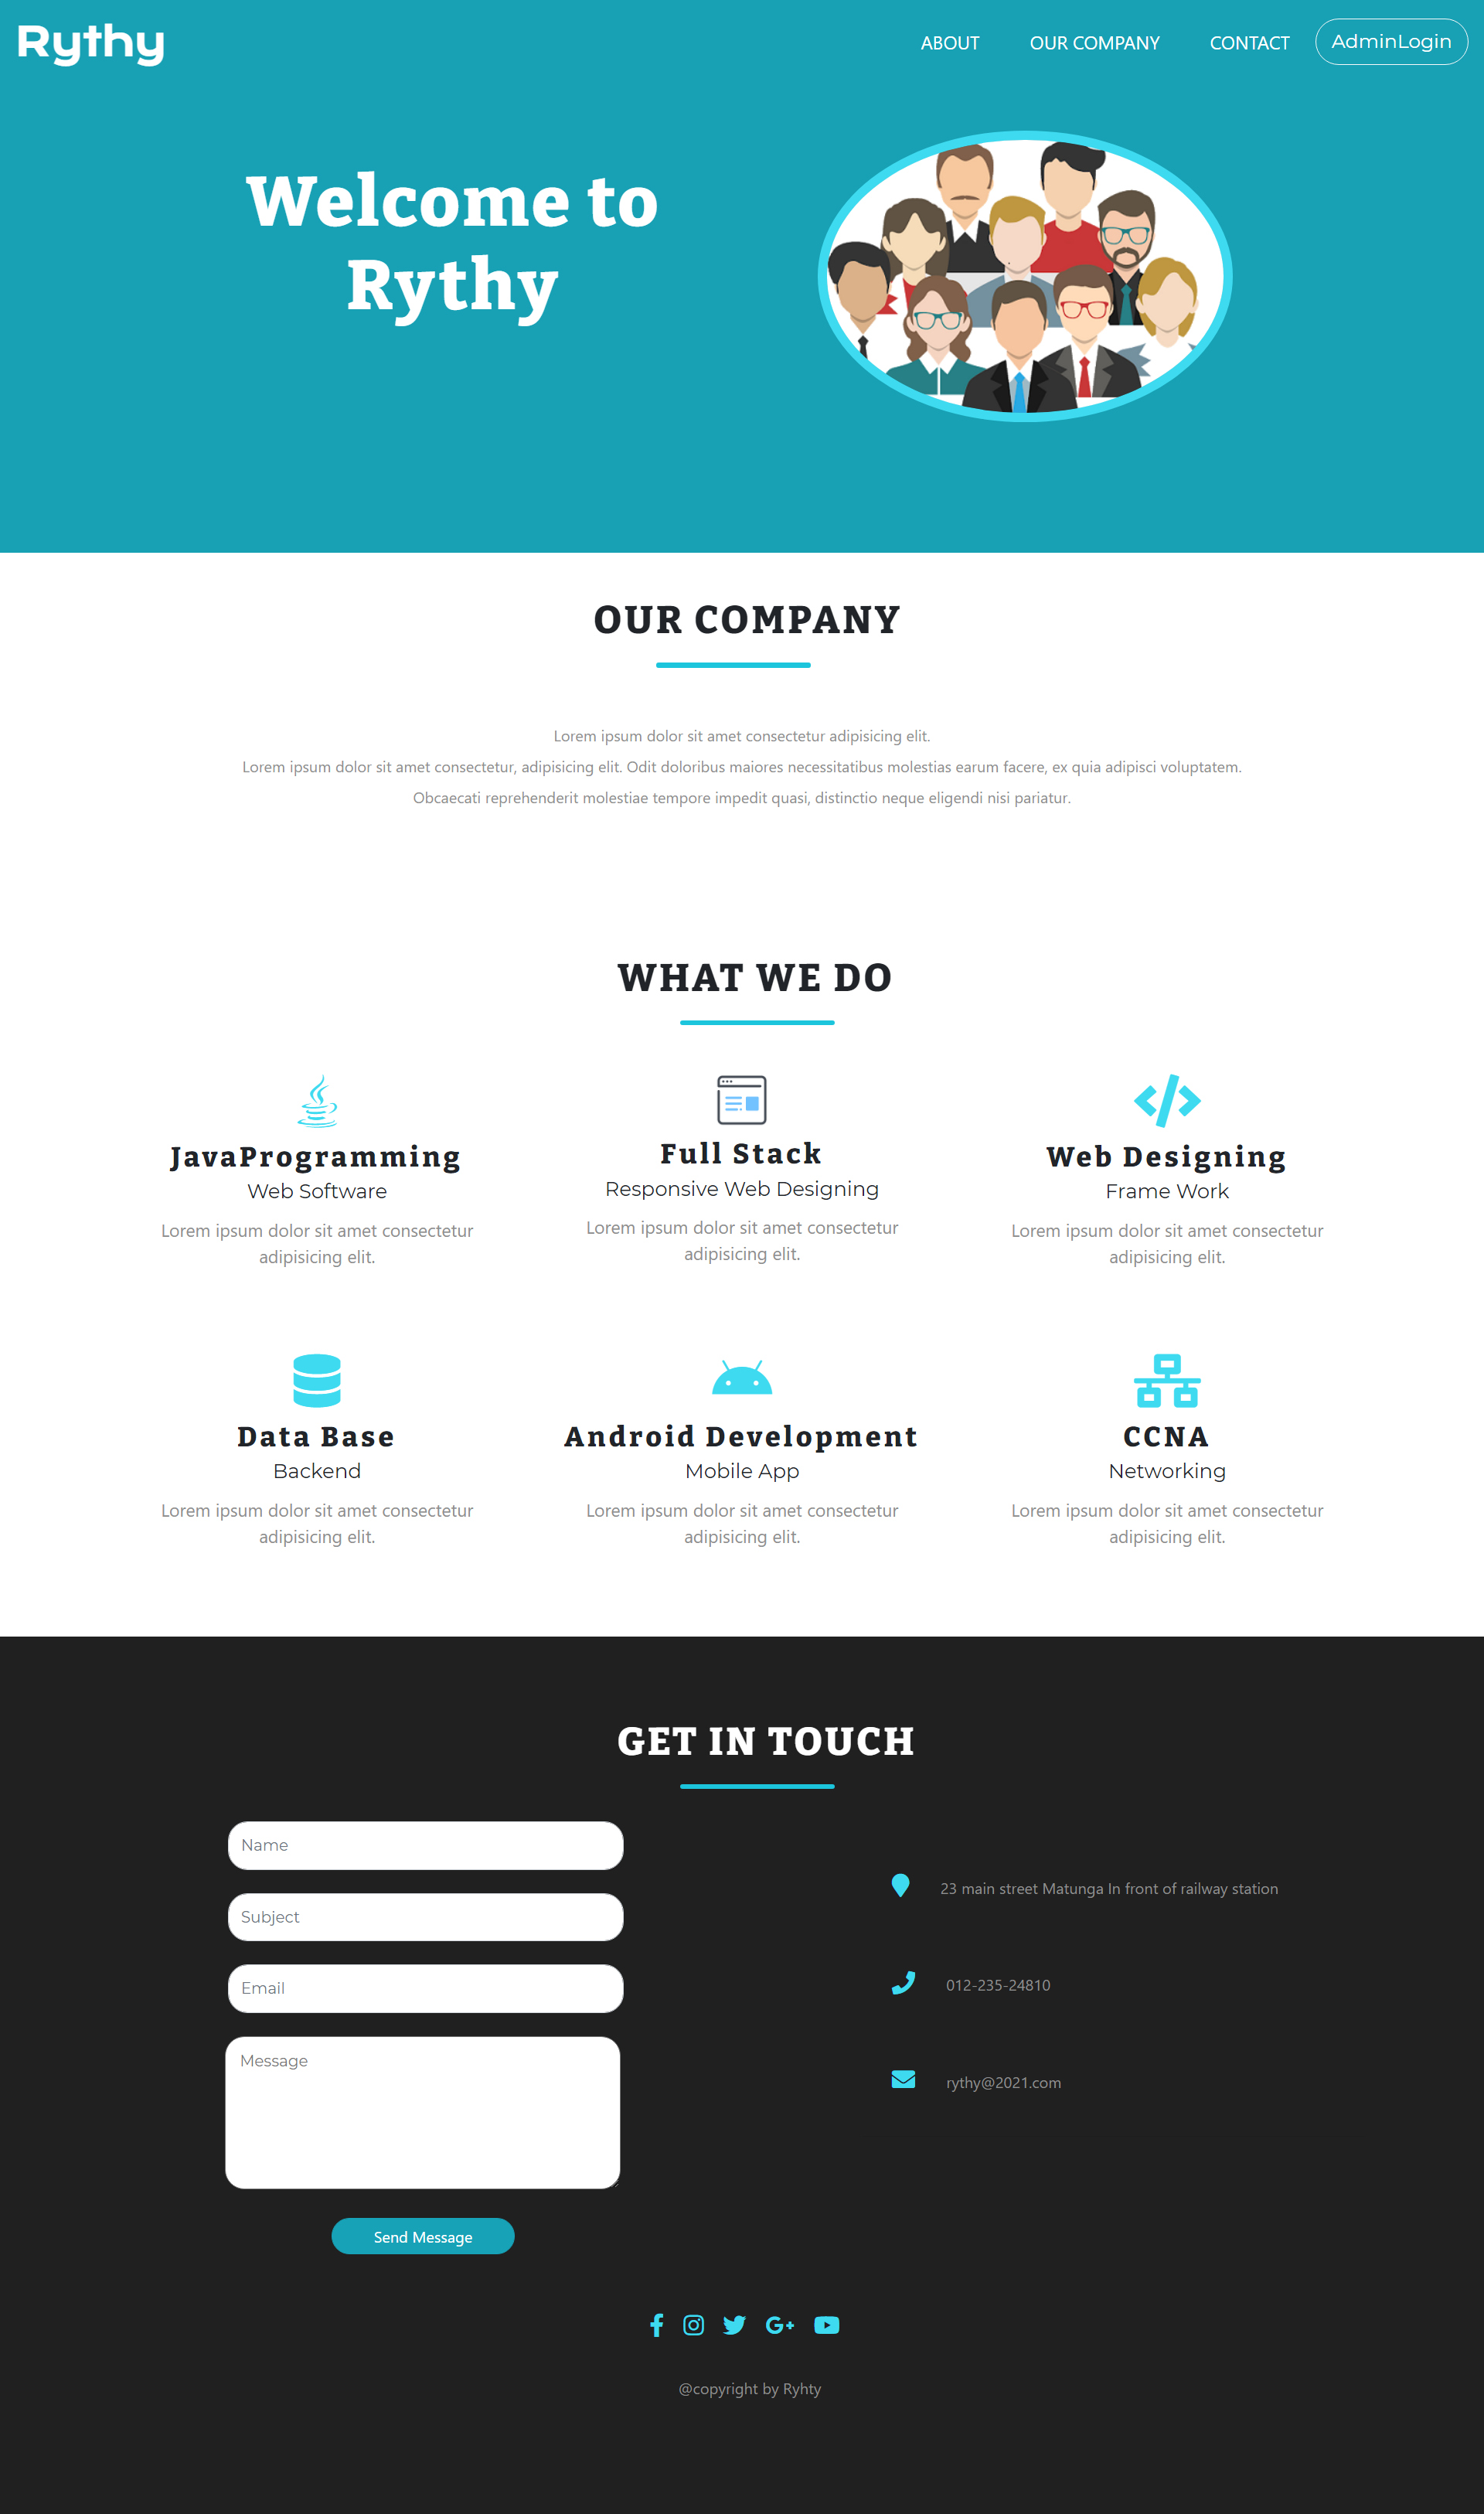 Rythy
ABOUT OUR COMPANY CONTACT AdminLogin
Welcome to
Rythy
OUR COMPANY
Lorem ipsum dolor sit amet consectetur adipisicing elit.
Lorem ipsum dolor sit amet consectetur, adipisicing elit. Odit doloribus maiores necessitatibus molestias earum facere, ex quia adipisci voluptatem.
Obcaecati reprehenderit molestiae tempore impedit quasi, distinctio neque eligendi nisi pariatur.
WHAT WE DO
JavaProgramming
Web Software
Lorem ipsum dolor sit amet consectetur
adipisicing elit.
Full Stack
Responsive Web Designing
Lorem ipsum dolor sit amet consectetur
adipisicing elit.
Web Designing
Frame Work
Lorem ipsum dolor sit amet consectetur
adipisicing elit.
Data Base
Backend
Lorem ipsum dolor sit amet consectetur
adipisicing elit.
Android Development
Mobile App
Lorem ipsum dolor sit amet consectetur
adipisicing elit.
CCNA
Networking
Lorem ipsum dolor sit amet consectetur
adipisicing elit.
GET IN TOUCH
Name
Subject
Email
Message
Send Message
23 main street Matunga In front of railway station
012-235-24810
rythy@2021.com
@copyright by Ryhty